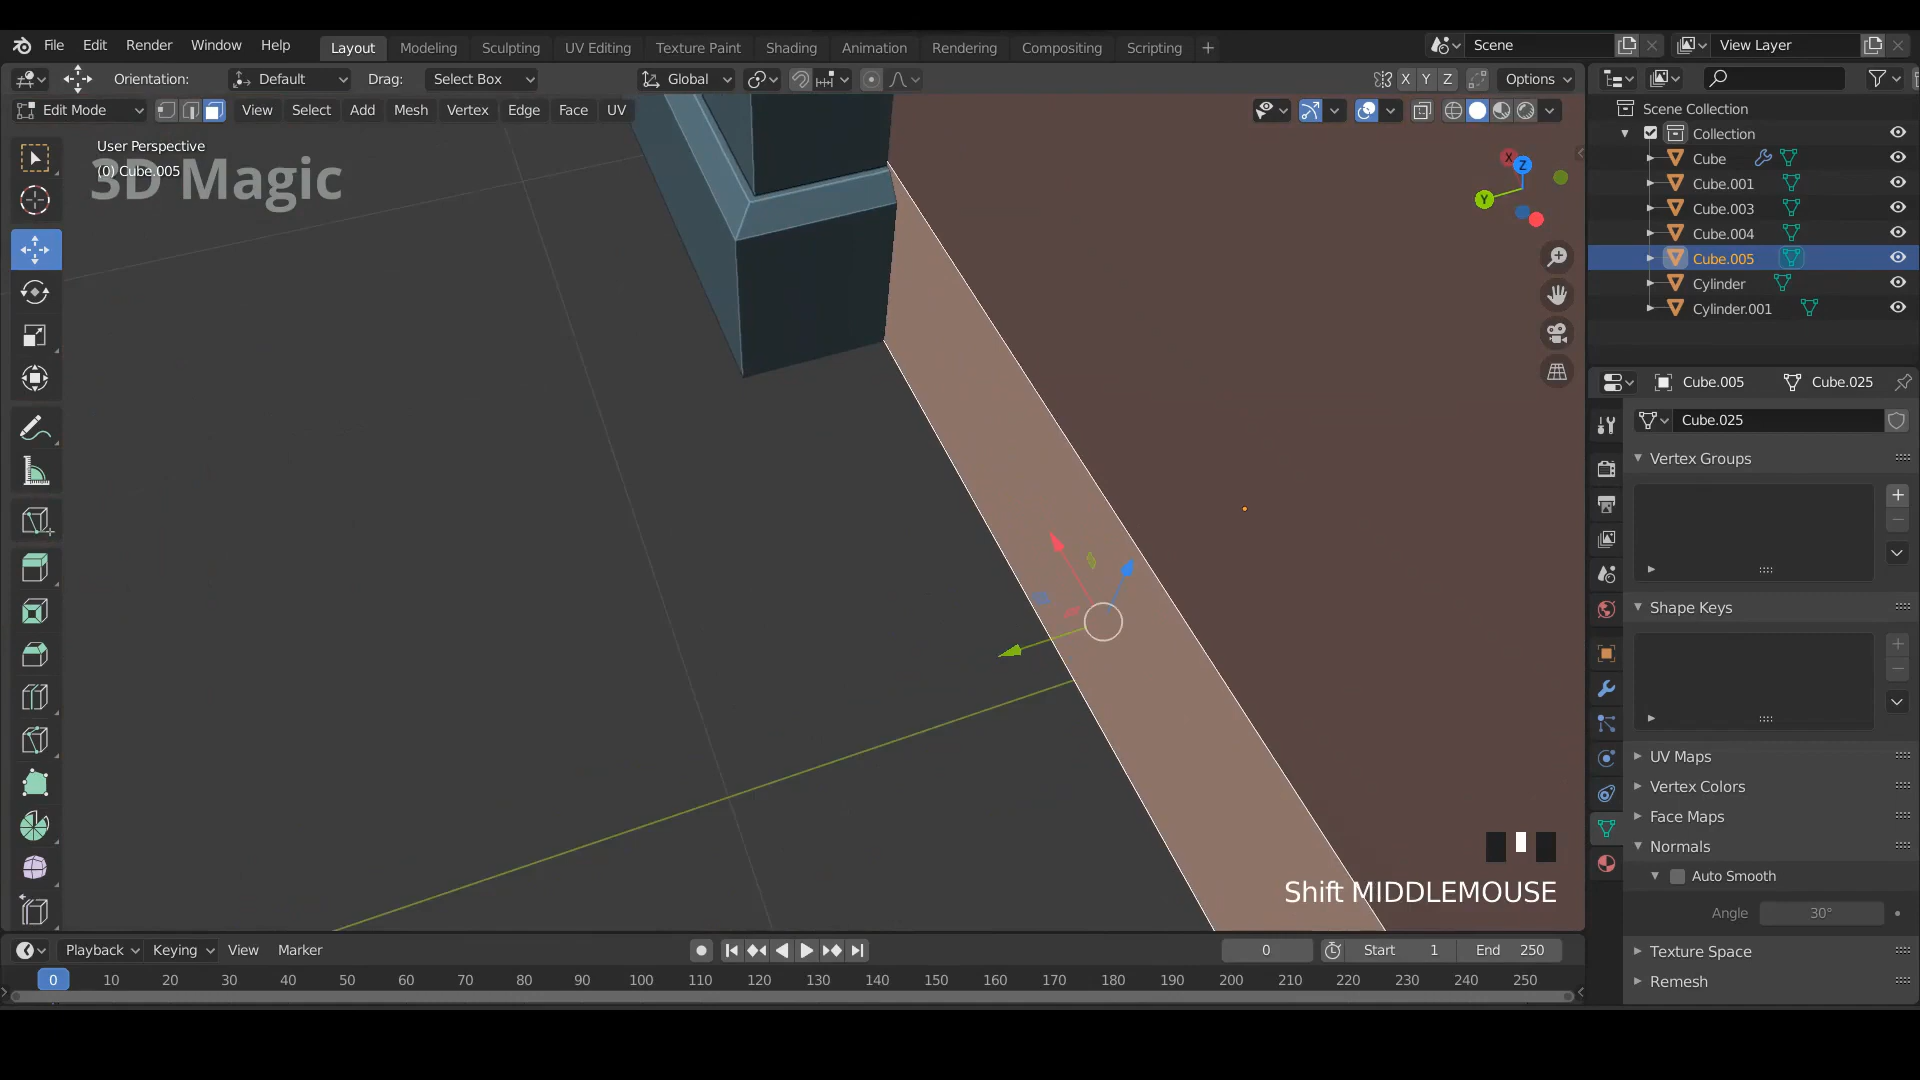 File Edit Render Window Help Layout Modeling Sculpting UV Editing Texture Paint Shading Animation Rendering Compositing Scripting + Scene View Layer
Orientation: Default Drag: Select Box Global X Y Z Options
Edit Mode View Select Add Mesh Vertex Edge Face UV
User Perspective
(0) Cube.005
3D Magic
X
Z
Y
Scene Collection
Collection
Cube
Cube.001
Cube.003
Cube.004
Cube.005
Cylinder
Cylinder.001
Cube.005 Cube.025
Cube.025
Vertex Groups
Shape Keys
UV Maps
Vertex Colors
Face Maps
Normals
Auto Smooth
Angle 30°
Texture Space
Remesh
Shift MIDDLEMOUSE
Playback Keying View Marker 0 Start 1 End 250
0 10 20 30 40 50 60 70 80 90 100 110 120 130 140 150 160 170 180 190 200 210 220 230 240 250